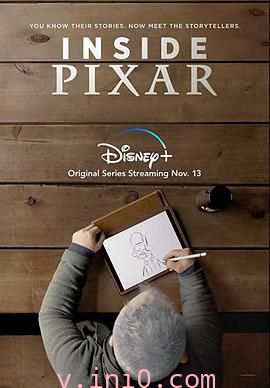 YOU KNOW THEIR STORIES. NOW MEET THE STORYTELLERS.
INSIDE
PIXAR
Disney+
Original Series Streaming Nov. 13
v.ini0.com